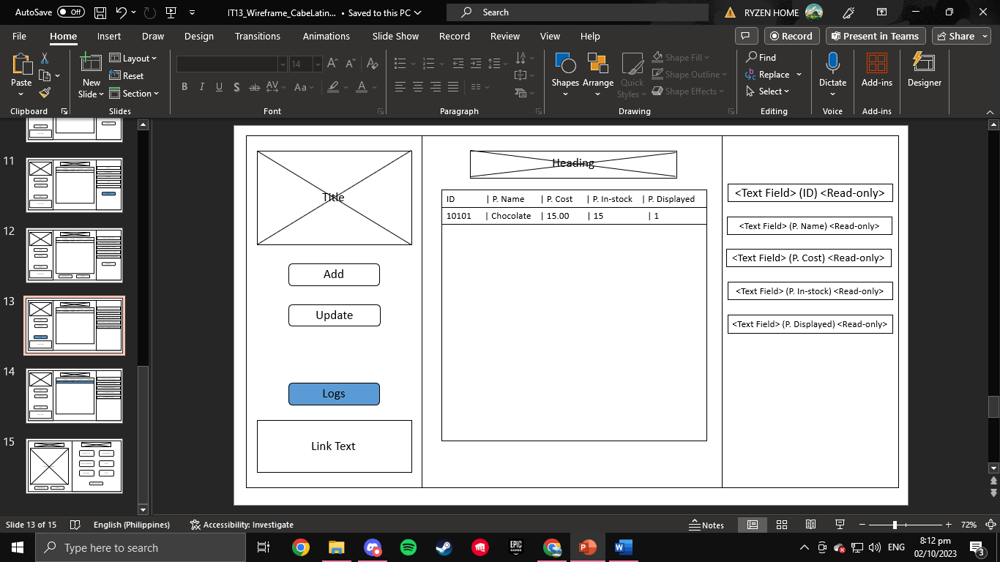 AutoSave Off IT13_Wireframe_CabeLatin... • Saved to this PC Search RYZEN HOME
File Home Insert Draw Design Transitions Animations Slide Show Record Review View Help Record Present in Teams Share
Paste New Slide Layout Reset Section 14 Shapes Arrange Quick Styles Shape Fill Shape Outline Shape Effects Find Replace Select Dictate Add-ins Designer
B I U S ab AV Aa A
Clipboard Slides Font Paragraph Drawing Editing Voice Add-ins
11
12
13
14
15
Title
Add
Update
Logs
Link Text
Heading
ID | P. Name | P. Cost | P. In-stock | P. Displayed
10101 | Chocolate | 15.00 | 15 | 1
<Text Field> (ID) <Read-only>
<Text Field> (P. Name) <Read-only>
<Text Field> (P. Cost) <Read-only>
<Text Field> (P. In-stock) <Read-only>
<Text Field> (P. Displayed) <Read-only>
Slide 13 of 15 English (Philippines) Accessibility: Investigate Notes 72%
Type here to search EPIC GAMES ENG 8:12 pm
02/10/2023 3